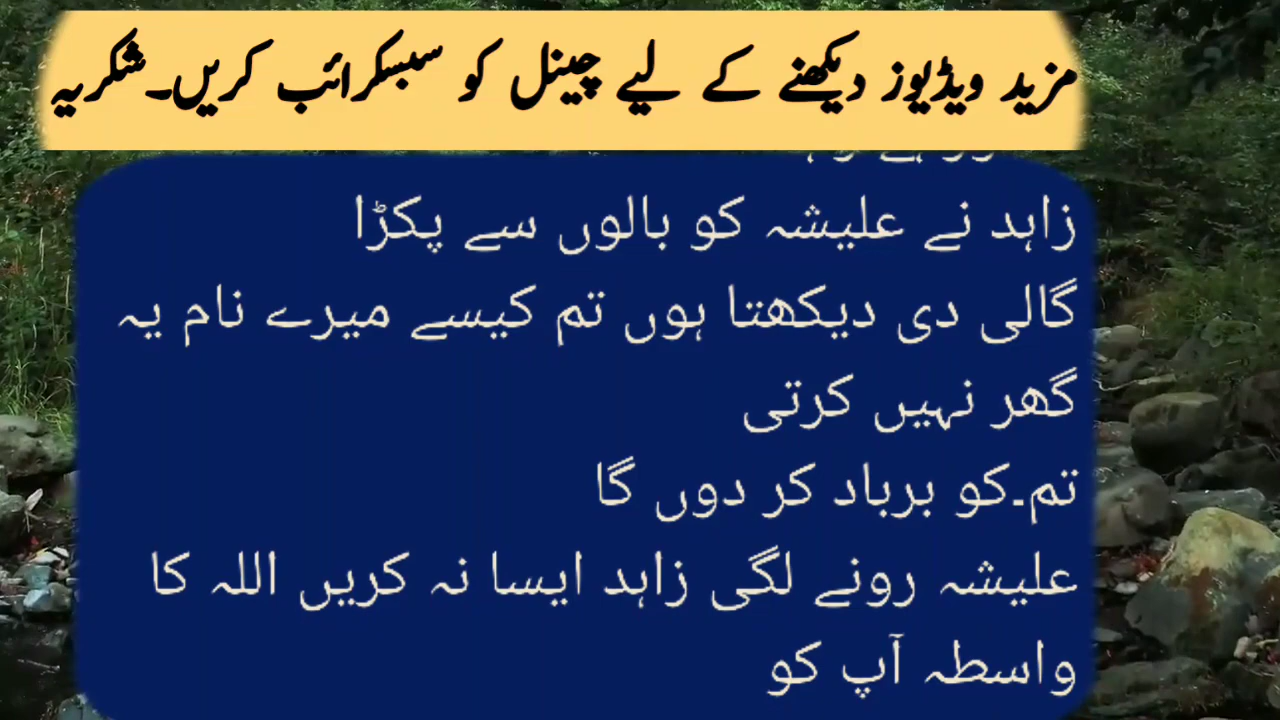 مزید ویڈیوز دیکھنے کے لیے چینل کو سبسکرائب کریں۔شکریہ
زاہد نے علیشہ کو بالوں سے پکڑا
گالی دی دیکھتا ہوں تم کیسے میرے نام یہ
گھر نہیں کرتی
تم۔کو برباد کر دوں گا
علیشہ رونے لگی زاہد ایسا نہ کریں اللہ کا
واسطہ آپ کو